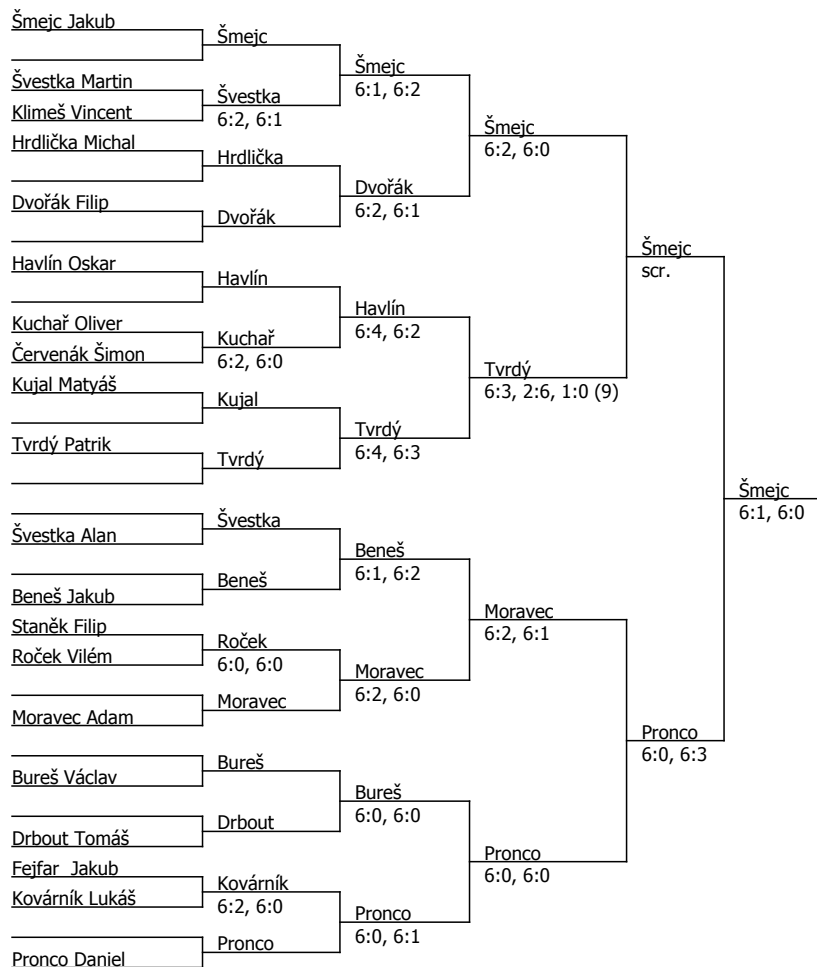 Šmejc Jakub
Šmejc
Šmejc
6:1, 6:2
Švestka Martin
Švestka
6:2, 6:1
Klimeš Vincent
Šmejc
6:2, 6:0
Hrdlička Michal
Hrdlička
Dvořák
6:2, 6:1
Dvořák Filip
Dvořák
Šmejc
scr.
Havlín Oskar
Havlín
Havlín
6:4, 6:2
Kuchař Oliver
Kuchař
6:2, 6:0
Červenák Šimon
Tvrdý
6:3, 2:6, 1:0 (9)
Kujal Matyáš
Kujal
Tvrdý
6:4, 6:3
Tvrdý Patrik
Tvrdý
Šmejc
6:1, 6:0
Švestka
Švestka Alan
Beneš
6:1, 6:2
Beneš
Beneš Jakub
Moravec
6:2, 6:1
Staněk Filip
Roček
6:0, 6:0
Roček Vilém
Moravec
6:2, 6:0
Moravec
Moravec Adam
Pronco
6:0, 6:3
Bureš
Bureš Václav
Bureš
6:0, 6:0
Drbout
Drbout Tomáš
Pronco
6:0, 6:0
Fejfar  Jakub
Kovárník
6:2, 6:0
Kovárník Lukáš
Pronco
6:0, 6:1
Pronco
Pronco Daniel